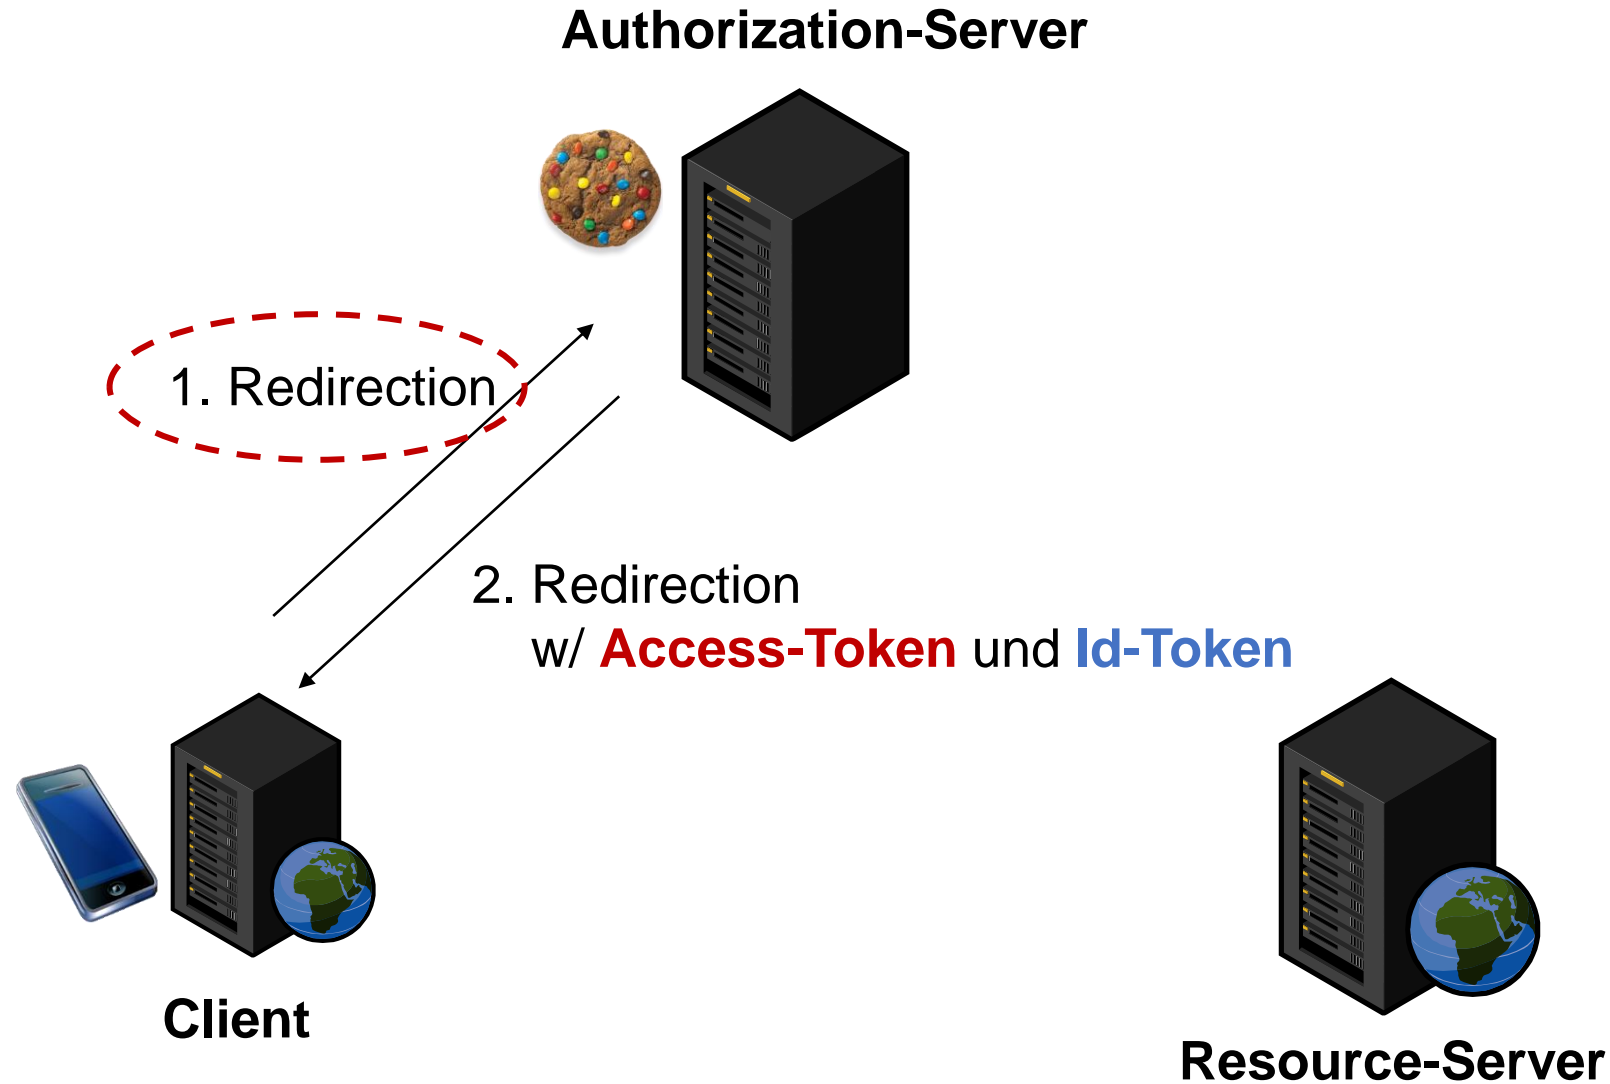 Authorization-Server
1. Redirection
2. Redirection
w/ Access-Token und Id-Token
Client
Resource-Server